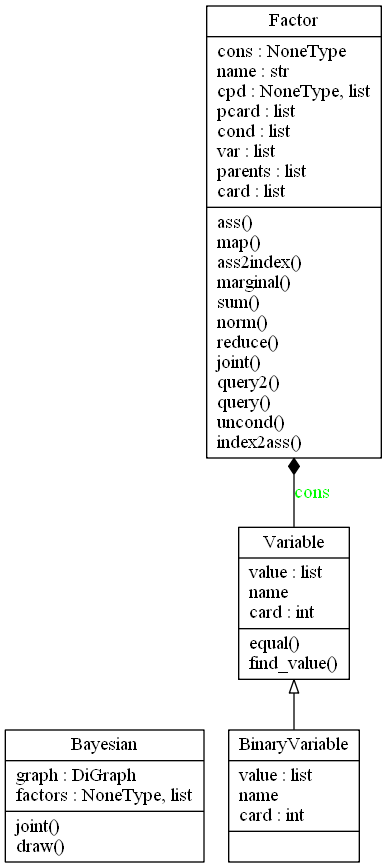 Factor
cons : NoneType
name : str
cpd : NoneType, list
pcard : list
cond : list
var : list
parents : list
card : list
ass()
map()
ass2index()
marginal()
sum()
norm()
reduce()
joint()
query2()
query()
uncond()
index2ass()
cons
Variable
value : list
name
card : int
equal()
find_value()
Bayesian
graph : DiGraph
factors : NoneType, list
joint()
draw()
BinaryVariable
value : list
name
card : int